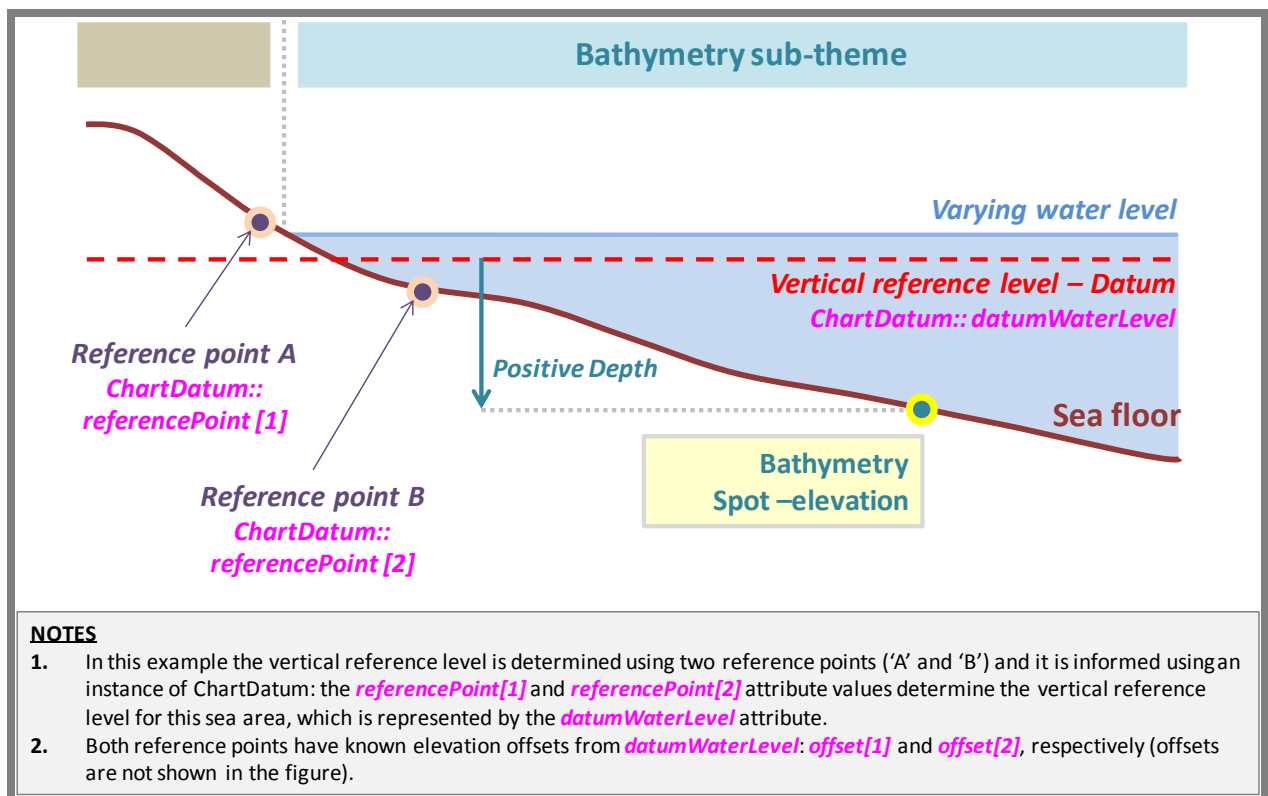 Bathymetry sub-theme
Varying water level
Vertical reference level – Datum
ChartDatum:: datumWaterLevel
Reference point A
ChartDatum::
referencePoint [1]
Positive Depth
Sea floor
Bathymetry
Spot –elevation
Reference point B
ChartDatum::
referencePoint [2]
NOTES
1. In this example the vertical reference level is determined using two reference points (‘A’ and ‘B’) and it is informed using an
instance of ChartDatum: the referencePoint[1] and referencePoint[2] attribute values determine the vertical reference
level for this sea area, which is represented by the datumWaterLevel attribute.
2. Both reference points have known elevation offsets from datumWaterLevel: offset[1] and offset[2], respectively (offsets
are not shown in the figure).